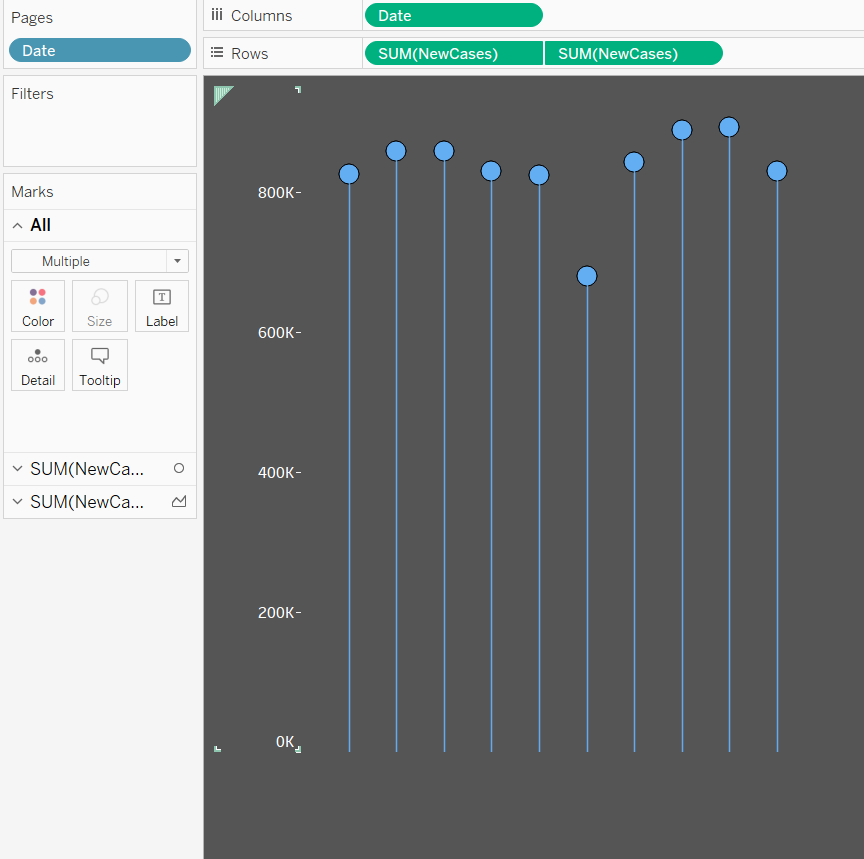 Pages
Date
Columns
Date
Rows
SUM(NewCases)
SUM(NewCases)
Filters
Marks
All
Multiple
Color
Size
T
Label
Detail
Tooltip
SUM(NewCa...
SUM(NewCa...
800K
600K
400K
200K
0K